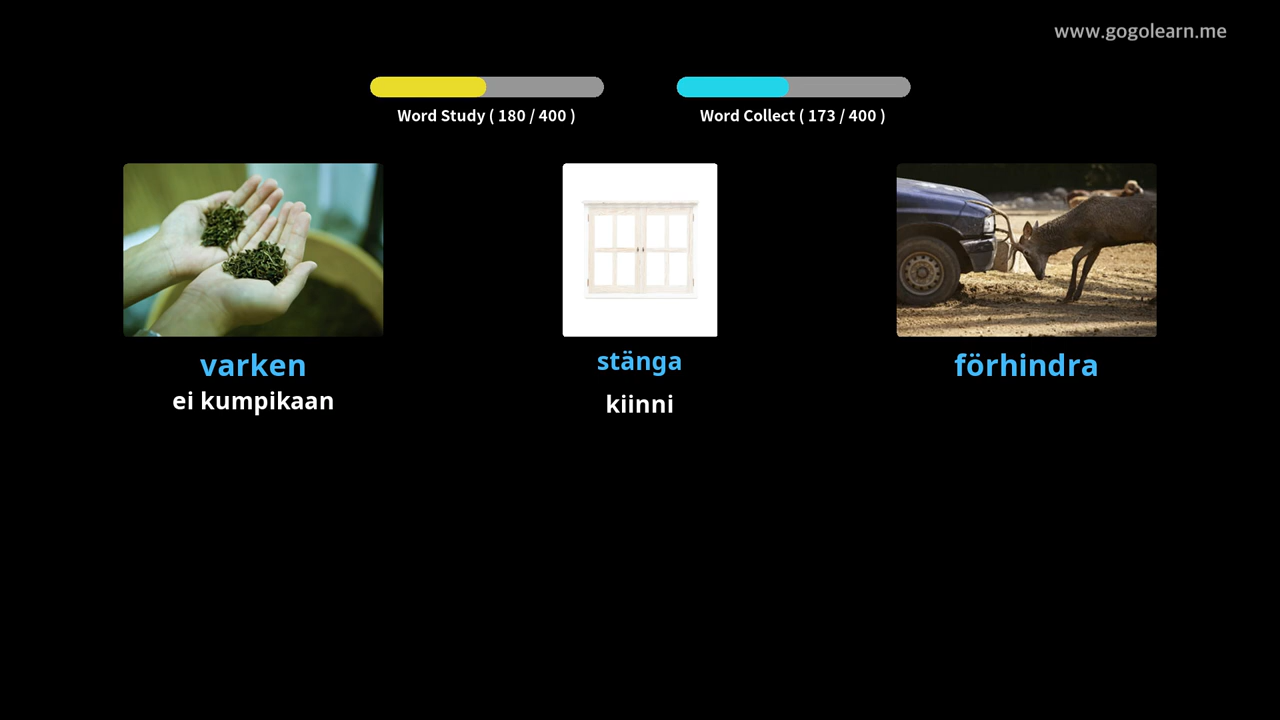 www.gogolearn.me
Word Study ( 180 / 400 )
Word Collect ( 173 / 400 )
varken
ei kumpikaan
stänga
kiinni
förhindra